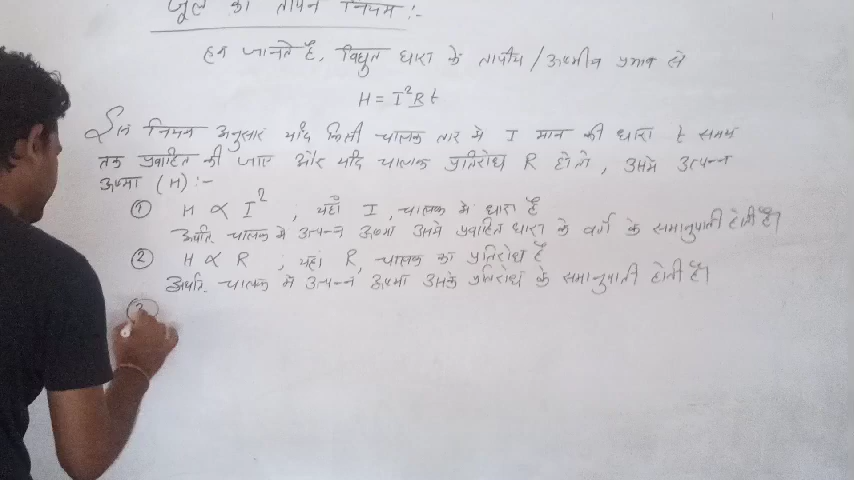 जूल का तापन नियम :-
हम जानते है, विद्युत धारा के तापीय / ऊष्मीय प्रभाव से
H = I²Rt
इस नियम अनुसार यदि किसी चालक तार मे I मान की धारा t समय
तक प्रवाहित की जाए और यदि चालक प्रतिरोध R हो तो, उसमे उत्पन्न
ऊष्मा (H) :-
① H ∝ I² ; यहाँ I, चालक में धारा है
अर्थात चालक मे उत्पन्न ऊष्मा उसमे प्रवाहित धारा के वर्ग के समानुपाती होती है।
② H ∝ R ; यहां R, चालक का प्रतिरोध है
अर्थात चालक मे उत्पन्न ऊष्मा उसके प्रतिरोध के समानुपाती होती है।
③